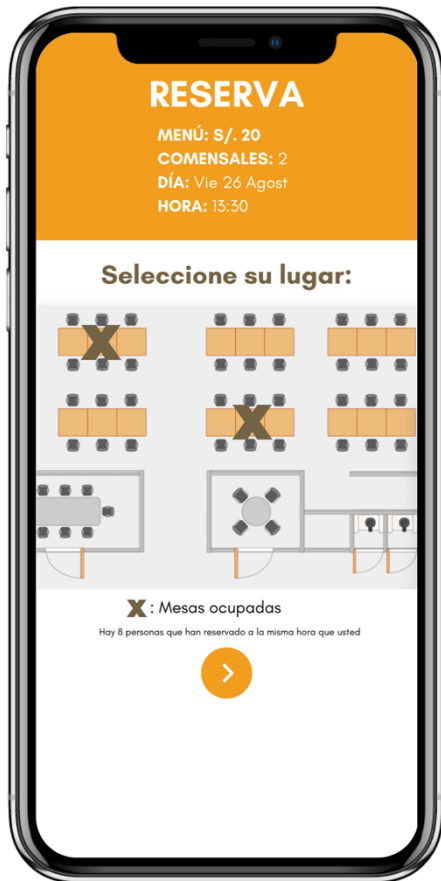 RESERVA
MENÚ: S/. 20
COMENSALES: 2
DÍA: Vie 26 Agost
HORA: 13:30
Seleccione su lugar:
X : Mesas ocupadas
Hay 8 personas que han reservado a la misma hora que usted